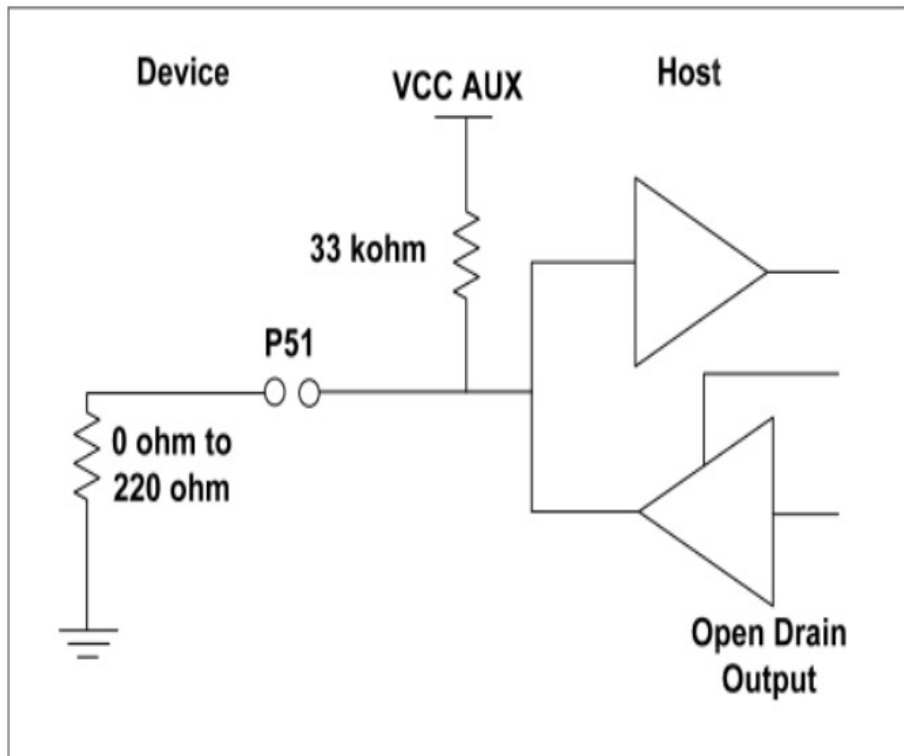 Device
VCC AUX
Host
33 kohm
P51
0 ohm to
220 ohm
Open Drain
Output